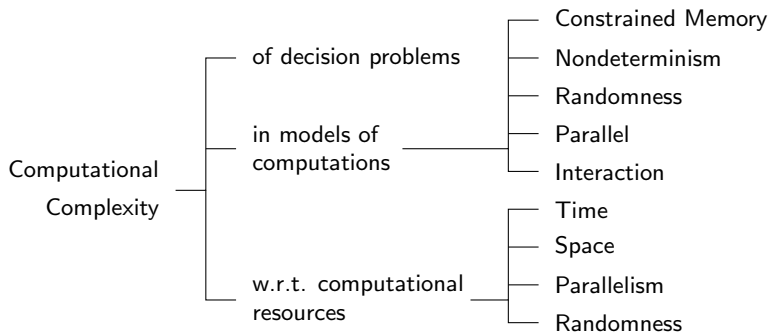 Computational
Complexity
of decision problems
in models of
computations
Constrained Memory
Nondeterminism
Randomness
Parallel
Interaction
w.r.t. computational
resources
Time
Space
Parallelism
Randomness